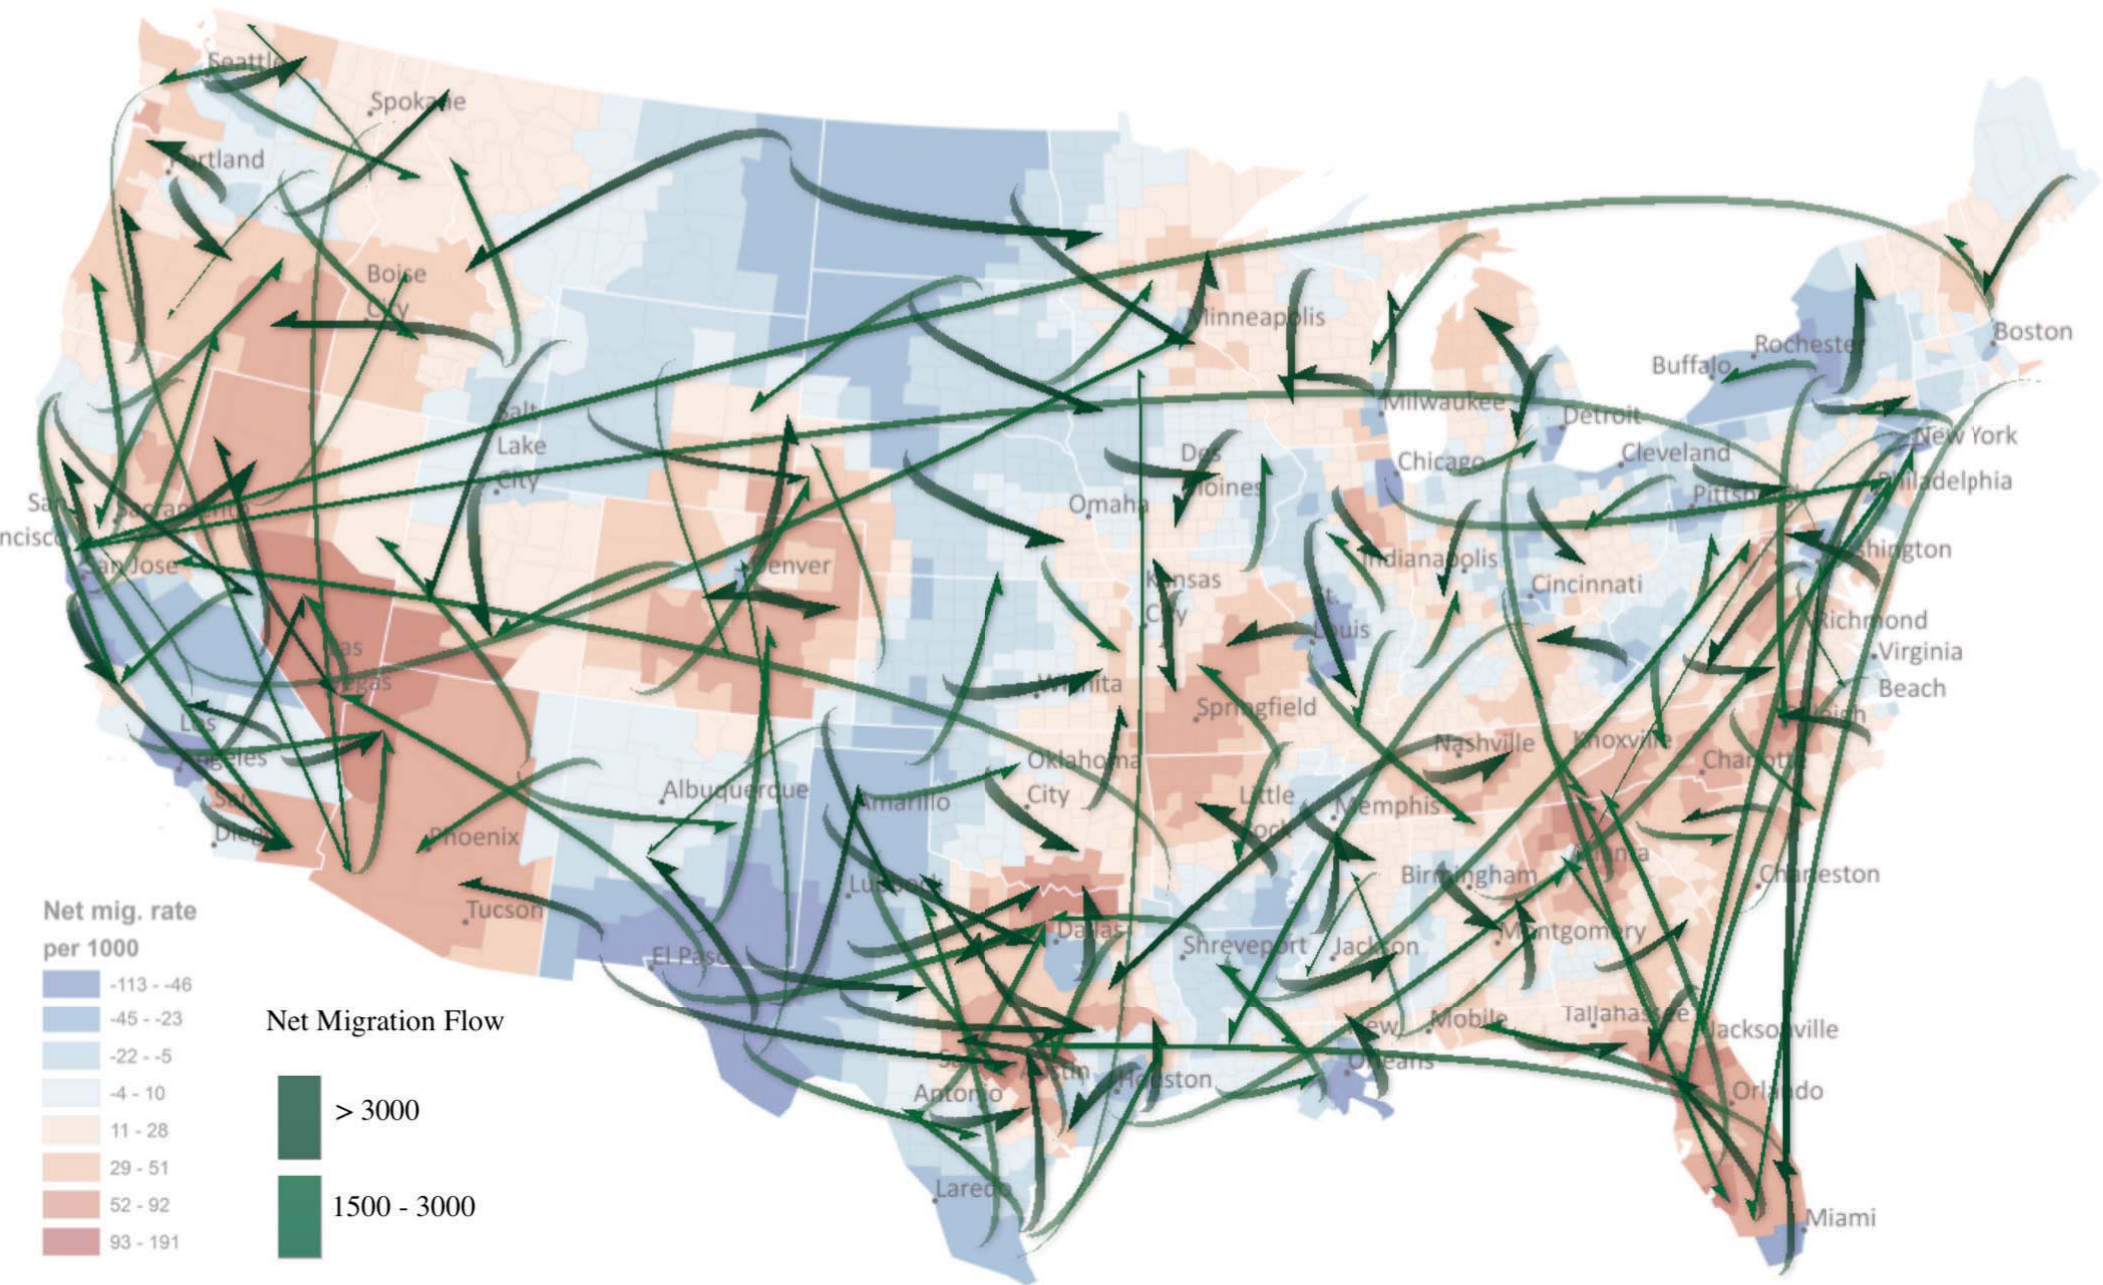 Seattle
Spokane
Portland
Boise
City
Minneapolis
Boston
Rochester
Buffalo
Salt
Lake
City
Milwaukee
Detroit
New York
Des
Moines
Chicago
Cleveland
Pittsburgh
Philadelphia
Omaha
Sacramento
San
ncisco
San Jose
Denver
Indianapolis
shington
Kansas
City
Cincinnati
St.
Louis
Richmond
Virginia
Beach
Las
Vegas
Wichita
Springfield
Raleigh
Los
Angeles
Nashville
Knoxville
Charlotte
Oklahoma
City
Albuquerque
Amarillo
Little
Rock
Memphis
San
Diego
Phoenix
Atlanta
Lubbock
Birmingham
Charleston
Tucson
Dallas
Shreveport
Jackson
Montgomery
El Paso
New
Orleans
Mobile
Tallahassee
Jacksonville
San
Antonio
Austin
Houston
Orlando
Laredo
Miami
Net mig. rate
per 1000
-113 - -46
-45 - -23
-22 - -5
-4 - 10
11 - 28
29 - 51
52 - 92
93 - 191
Net Migration Flow
> 3000
1500 - 3000